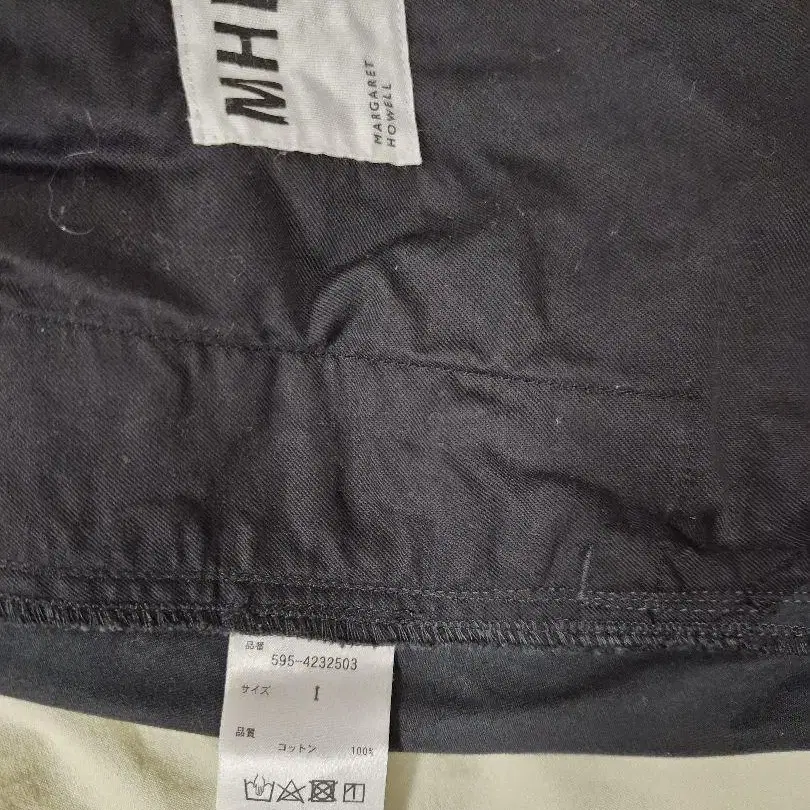 MHL
MARGARET
HOWELL
品番
595-4232503
サイズ I
品質
コットン 100%